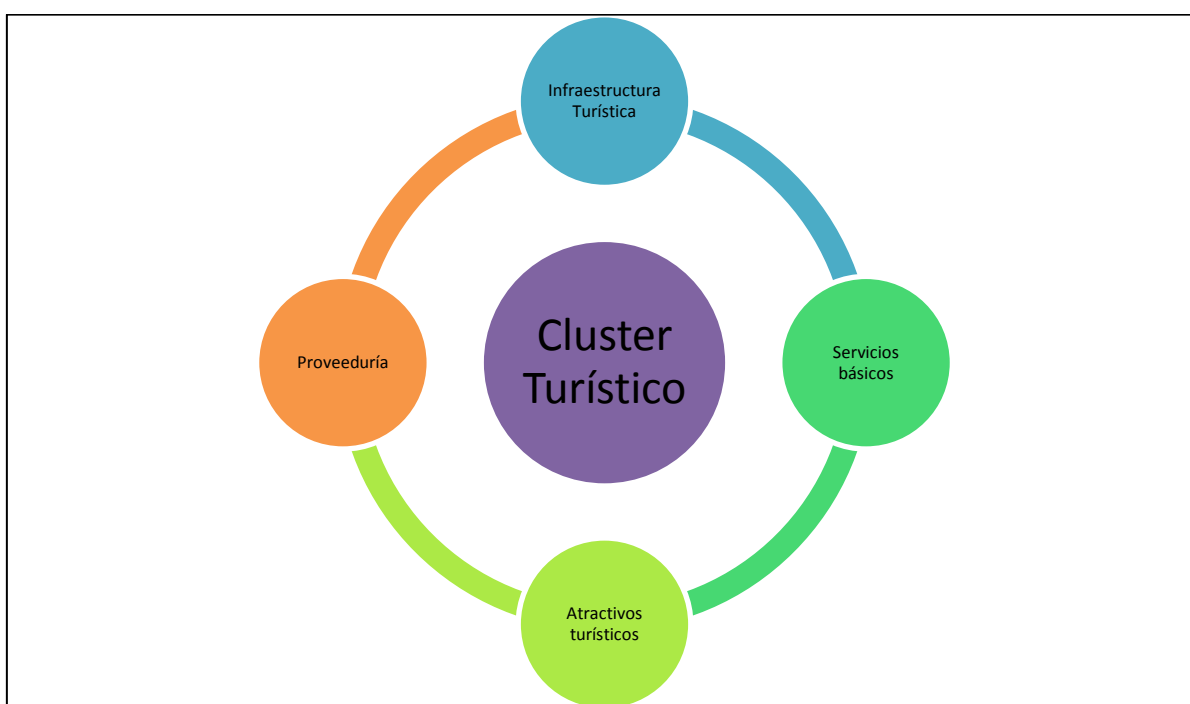 Infraestructura
Turística
Proveeduría
Cluster
Turístico
Servicios
básicos
Atractivos
turísticos